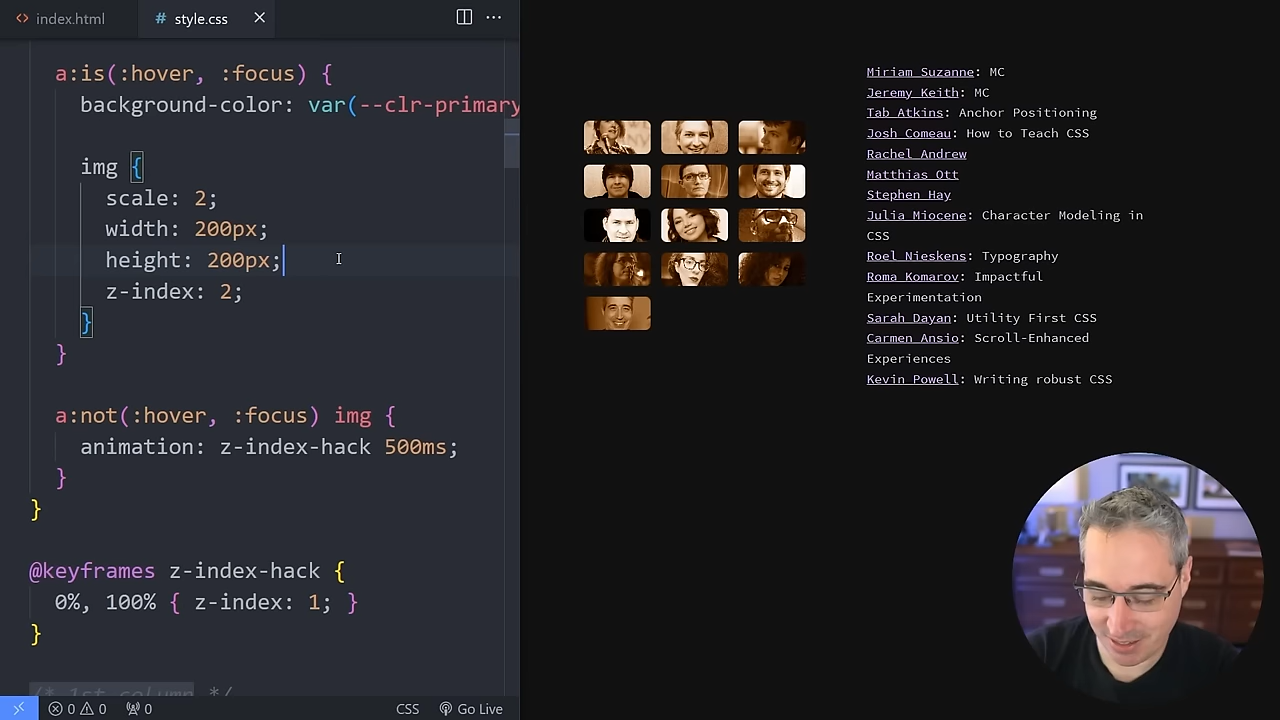 index.html
# style.css
a:is(:hover, :focus) {
background-color: var(--clr-primary
img {
scale: 2;
width: 200px;
height: 200px;
z-index: 2;
}
}
a:not(:hover, :focus) img {
animation: z-index-hack 500ms;
}
}
@keyframes z-index-hack {
0%, 100% { z-index: 1; }
}
/* 1st column */
0 0 0
CSS
Go Live
Miriam Suzanne: MC
Jeremy Keith: MC
Tab Atkins: Anchor Positioning
Josh Comeau: How to Teach CSS
Rachel Andrew
Matthias Ott
Stephen Hay
Julia Miocene: Character Modeling in
CSS
Roel Nieskens: Typography
Roma Komarov: Impactful
Experimentation
Sarah Dayan: Utility First CSS
Carmen Ansio: Scroll-Enhanced
Experiences
Kevin Powell: Writing robust CSS